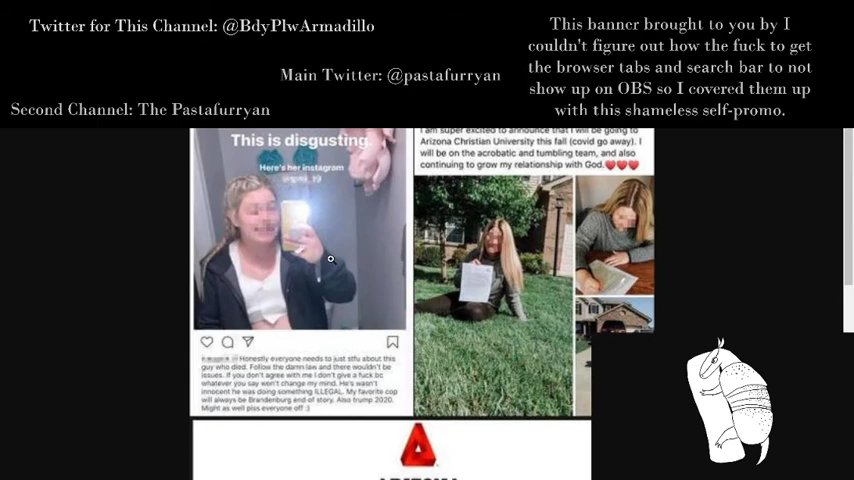 Twitter for This Channel: @BdyPlwArmadillo
Main Twitter: @pastafurryan
Second Channel: The Pastafurryan
This banner brought to you by I
couldn't figure out how the fuck to get
the browser tabs and search bar to not
show up on OBS so I covered them up
with this shameless self-promo.
This is disgusting.
Here's her instagram
Honestly everyone needs to just stfu about this
guy who died. Follow the damn law and there wouldn't be
issues. If you don't agree with me I don't give a fuck bc
whatever you say won't change my mind. He's wasn't
innocent he was doing something ILLEGAL. My favorite cop
will always be Brandenburg end of story. Also trump 2020.
Might as well piss everyone off :)
I am super excited to announce that I will be going to
Arizona Christian University this fall (covid go away). I
will be on the acrobatic and tumbling team, and also
continuing to grow my relationship with God.❤️❤️❤️